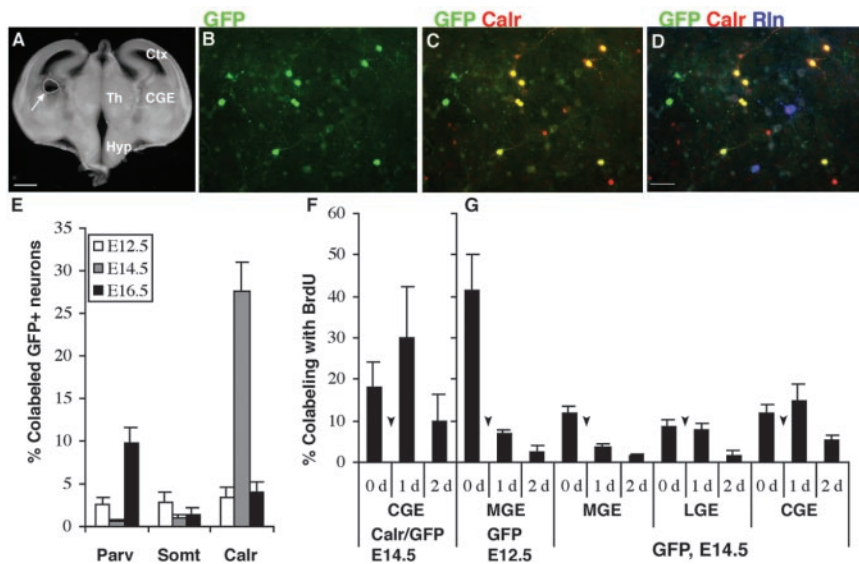 GFP
GFP Calr
GFP Calr Rln
A
Ctx
Th
CGE
Hyp
B
C
D
E
% Colabeled GFP+ neurons
35
30
25
20
15
10
5
0
E12.5
E14.5
E16.5
Parv Somt Calr
F
G
% Colabeling with BrdU
60
50
40
30
20
10
0
0 d 1 d 2 d 0 d 1 d 2 d 0 d 1 d 2 d 0 d 1 d 2 d 0 d 1 d 2 d
CGE MGE MGE LGE CGE
Calr/GFP GFP GFP, E14.5
E14.5 E12.5